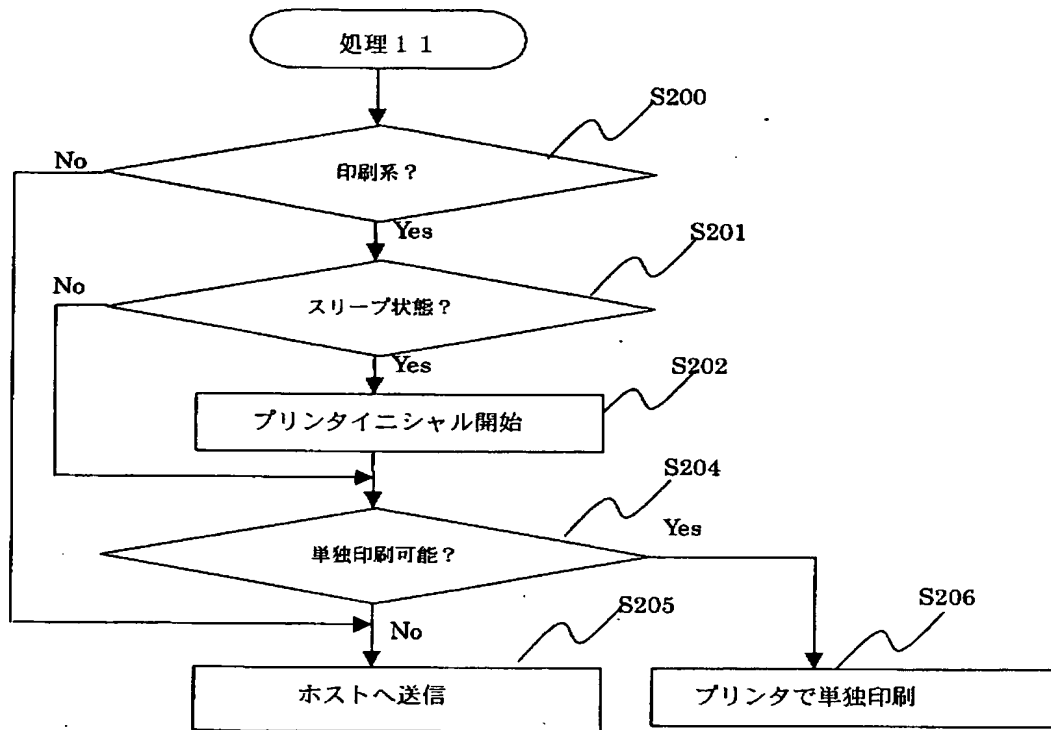 処理１１
S200
No
印刷系？
Yes
S201
No
スリープ状態？
Yes
S202
プリンタイニシャル開始
S204
Yes
単独印刷可能？
No
S205
S206
ホストへ送信
プリンタで単独印刷